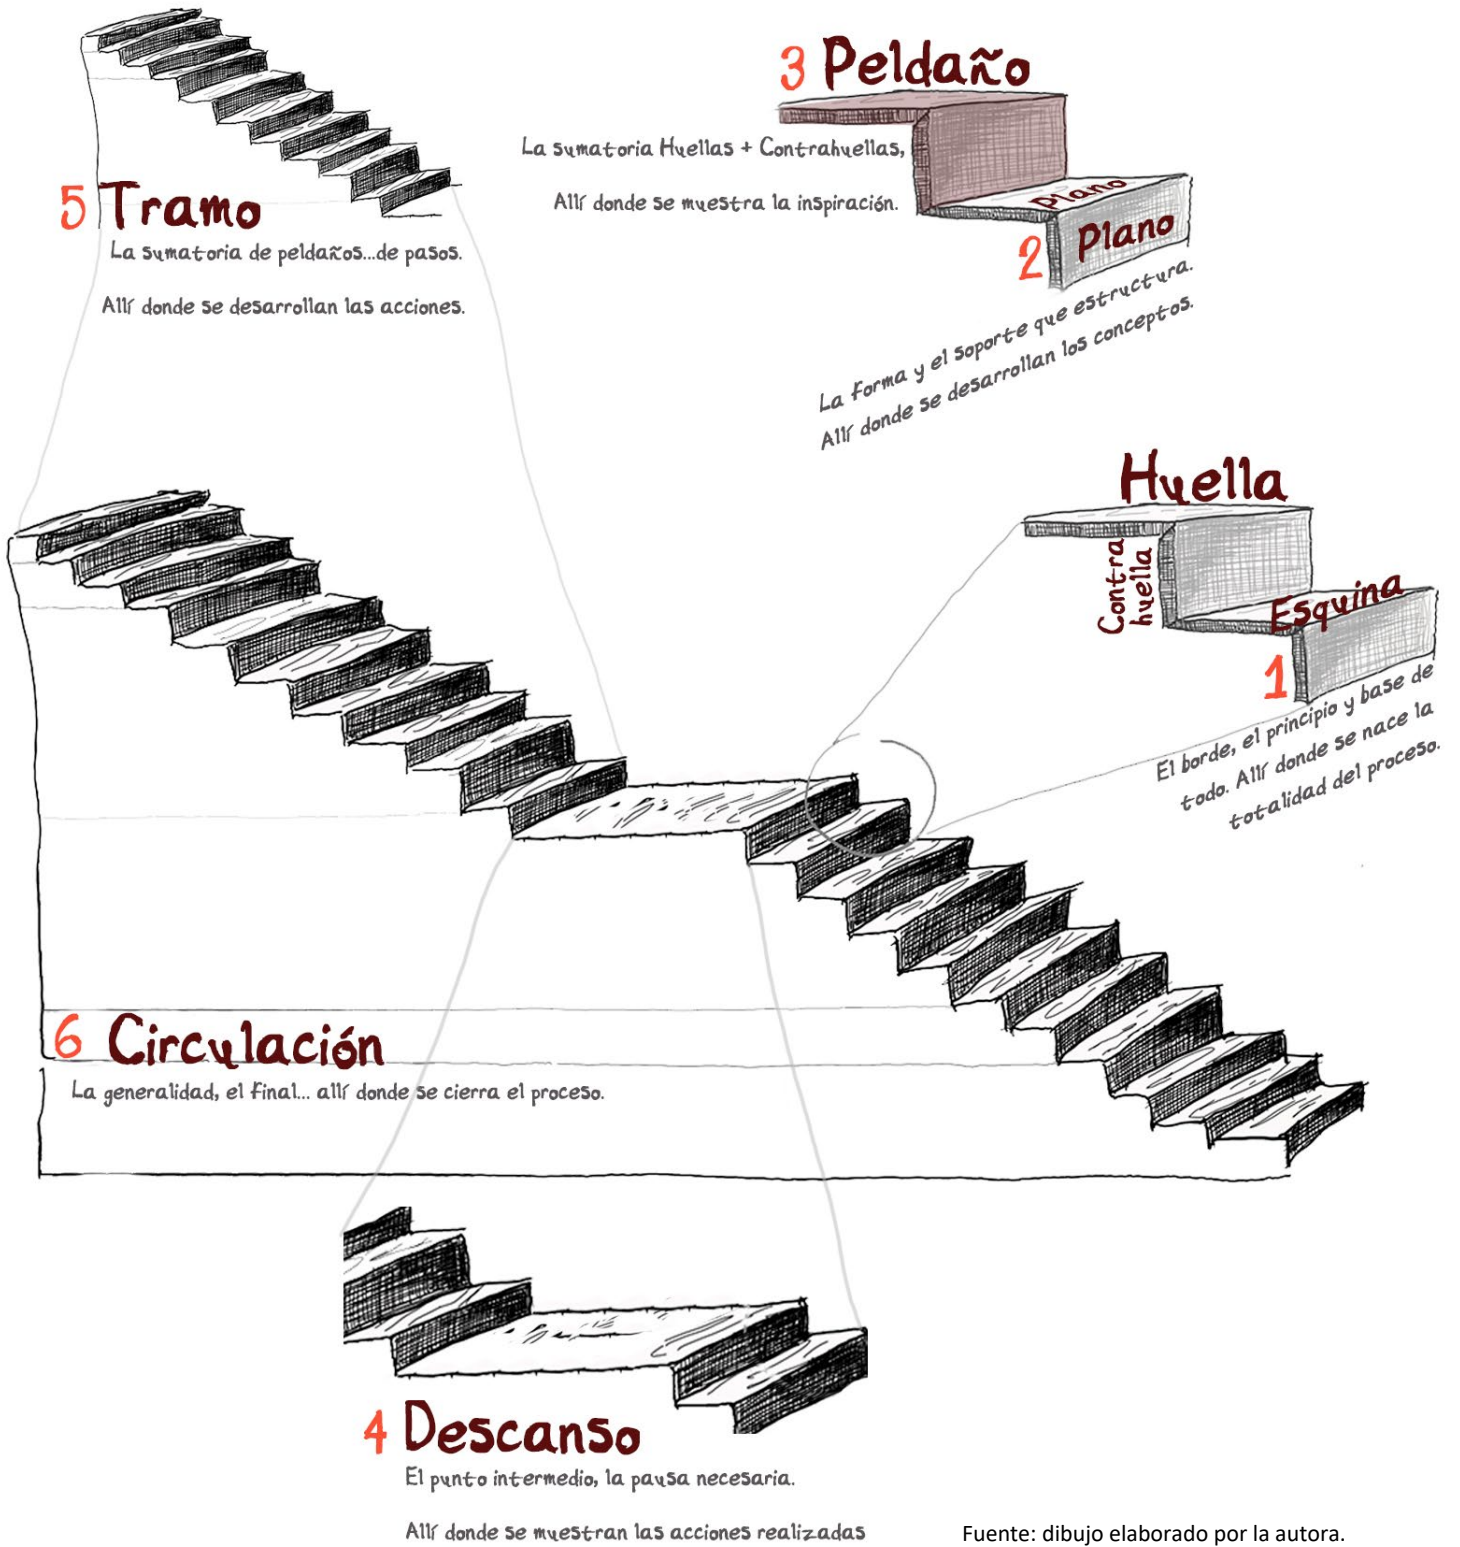 3 Peldaño
La sumatoria Huellas + Contrahuellas,
Allí donde se muestra la inspiración.
Plano
Plano
2
La forma y el soporte que estructura.
Allí donde se desarrollan los conceptos.
5 Tramo
La sumatoria de peldaños...de pasos.
Allí donde se desarrollan las acciones.
Huella
Contra
huella
Esquina
1
El borde, el principio y base de
todo. Allí donde se nace la
totalidad del proceso.
6 Circulación
La generalidad, el final... allí donde se cierra el proceso.
4 Descanso
El punto intermedio, la pausa necesaria.
Allí donde se muestran las acciones realizadas
Fuente: dibujo elaborado por la autora.